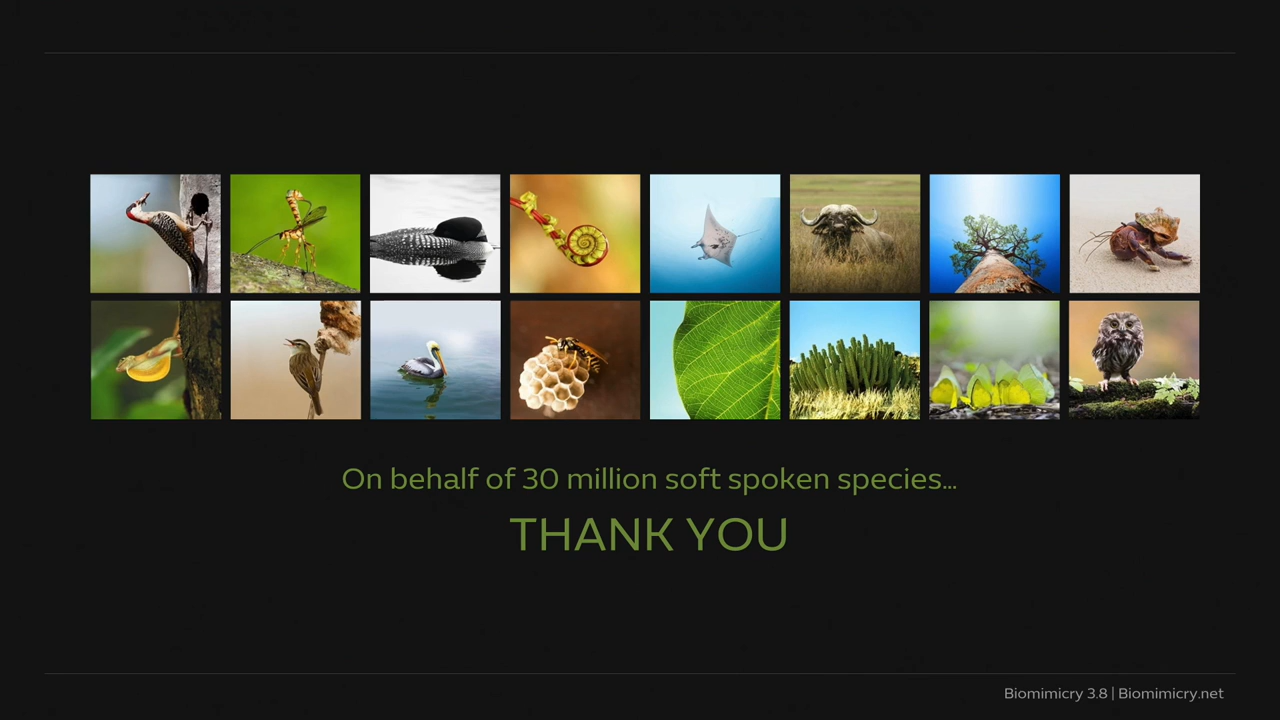 On behalf of 30 million soft spoken species...
THANK YOU
Biomimicry 3.8 | Biomimicry.net